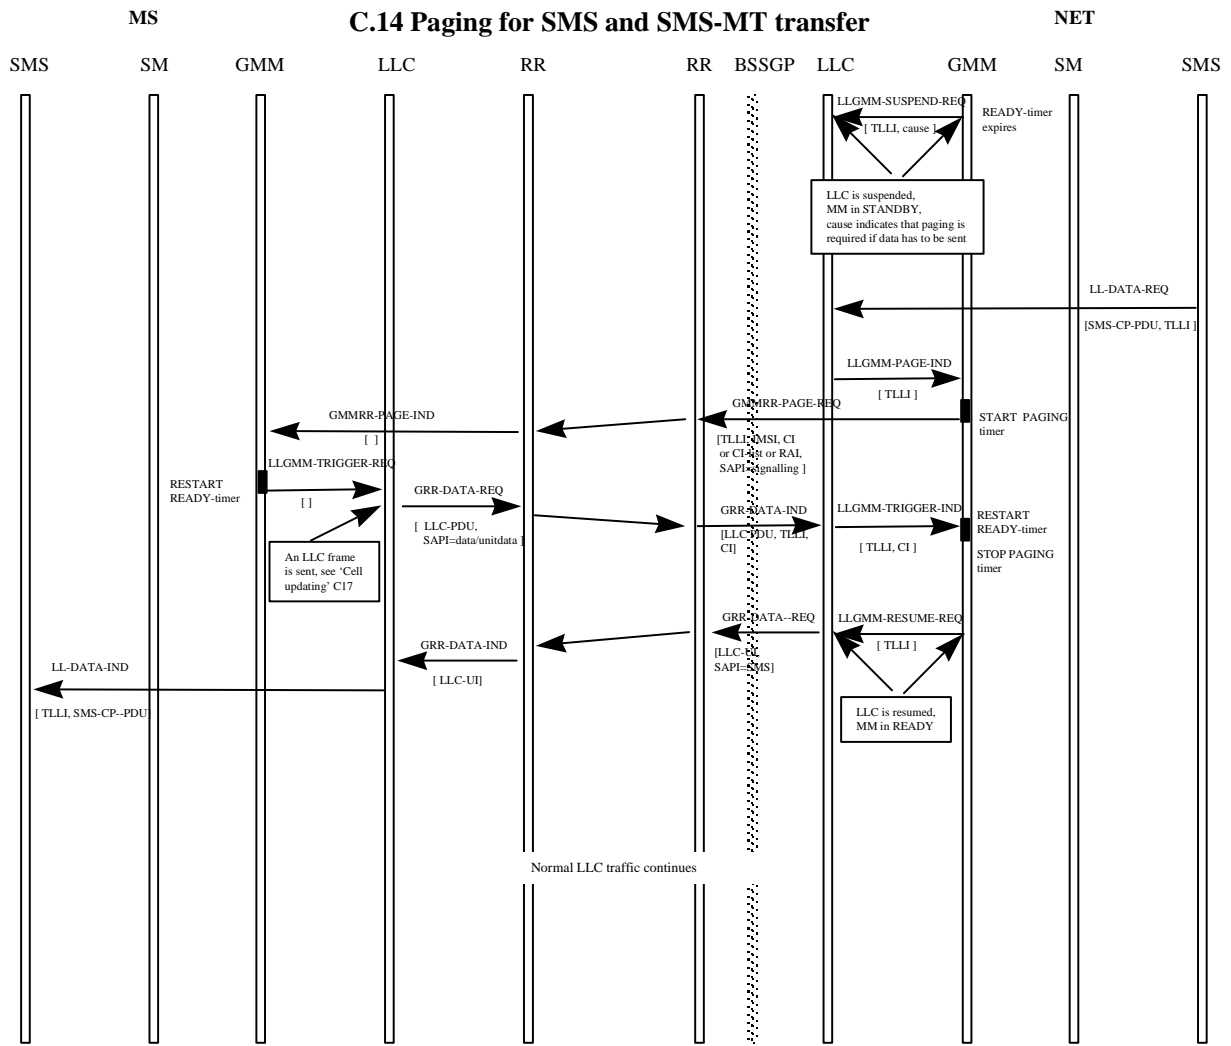 MS
C.14 Paging for SMS and SMS-MT transfer
NET
SMS SM GMM LLC RR RR BSSGP LLC GMM SM SMS
LLGMM-SUSPEND-REQ
[ TLLI, cause ]
READY-timer
expires
LLC is suspended,
MM in STANDBY,
cause indicates that paging is
required if data has to be sent
LL-DATA-REQ
[SMS-CP-PDU, TLLI ]
LLGMM-PAGE-IND
[ TLLI ]
GMMRR-PAGE-REQ
START PAGING
timer
GMMRR-PAGE-IND
[ ]
[TLLI, IMSI, CI
or CI-list or RAI,
SAPI=signalling ]
LLGMM-TRIGGER-REQ
RESTART
READY-timer
[ ]
GRR-DATA-REQ
[ LLC-PDU,
SAPI=data/unitdata ]
GRR-DATA-IND
[LLC-PDU, TLLI,
CI]
LLGMM-TRIGGER-IND
[ TLLI, CI ]
RESTART
READY-timer
STOP PAGING
timer
An LLC frame
is sent, see ‘Cell
updating’ C17
GRR-DATA--REQ
[LLC-UI,
SAPI=SMS]
LLGMM-RESUME-REQ
[ TLLI ]
GRR-DATA-IND
[ LLC-UI]
LL-DATA-IND
[ TLLI, SMS-CP--PDU]
LLC is resumed,
MM in READY
Normal LLC traffic continues